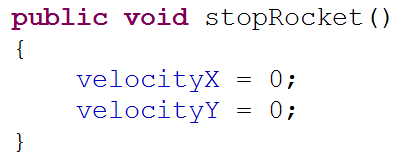 public void stopRocket()
{
    velocityX = 0;
    velocityY = 0;
}